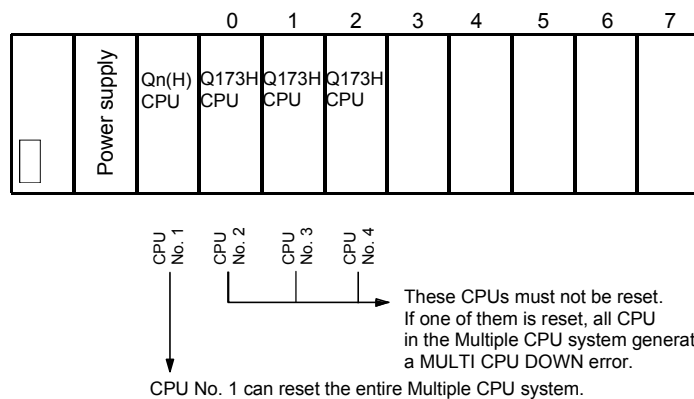 0 1 2 3 4 5 6 7
Power supply
Qn(H)
CPU
Q173H
CPU
Q173H
CPU
Q173H
CPU
CPU
No. 1
CPU
No. 2
CPU
No. 3
CPU
No. 4
These CPUs must not be reset.
If one of them is reset, all CPU
in the Multiple CPU system generat
a MULTI CPU DOWN error.
CPU No. 1 can reset the entire Multiple CPU system.